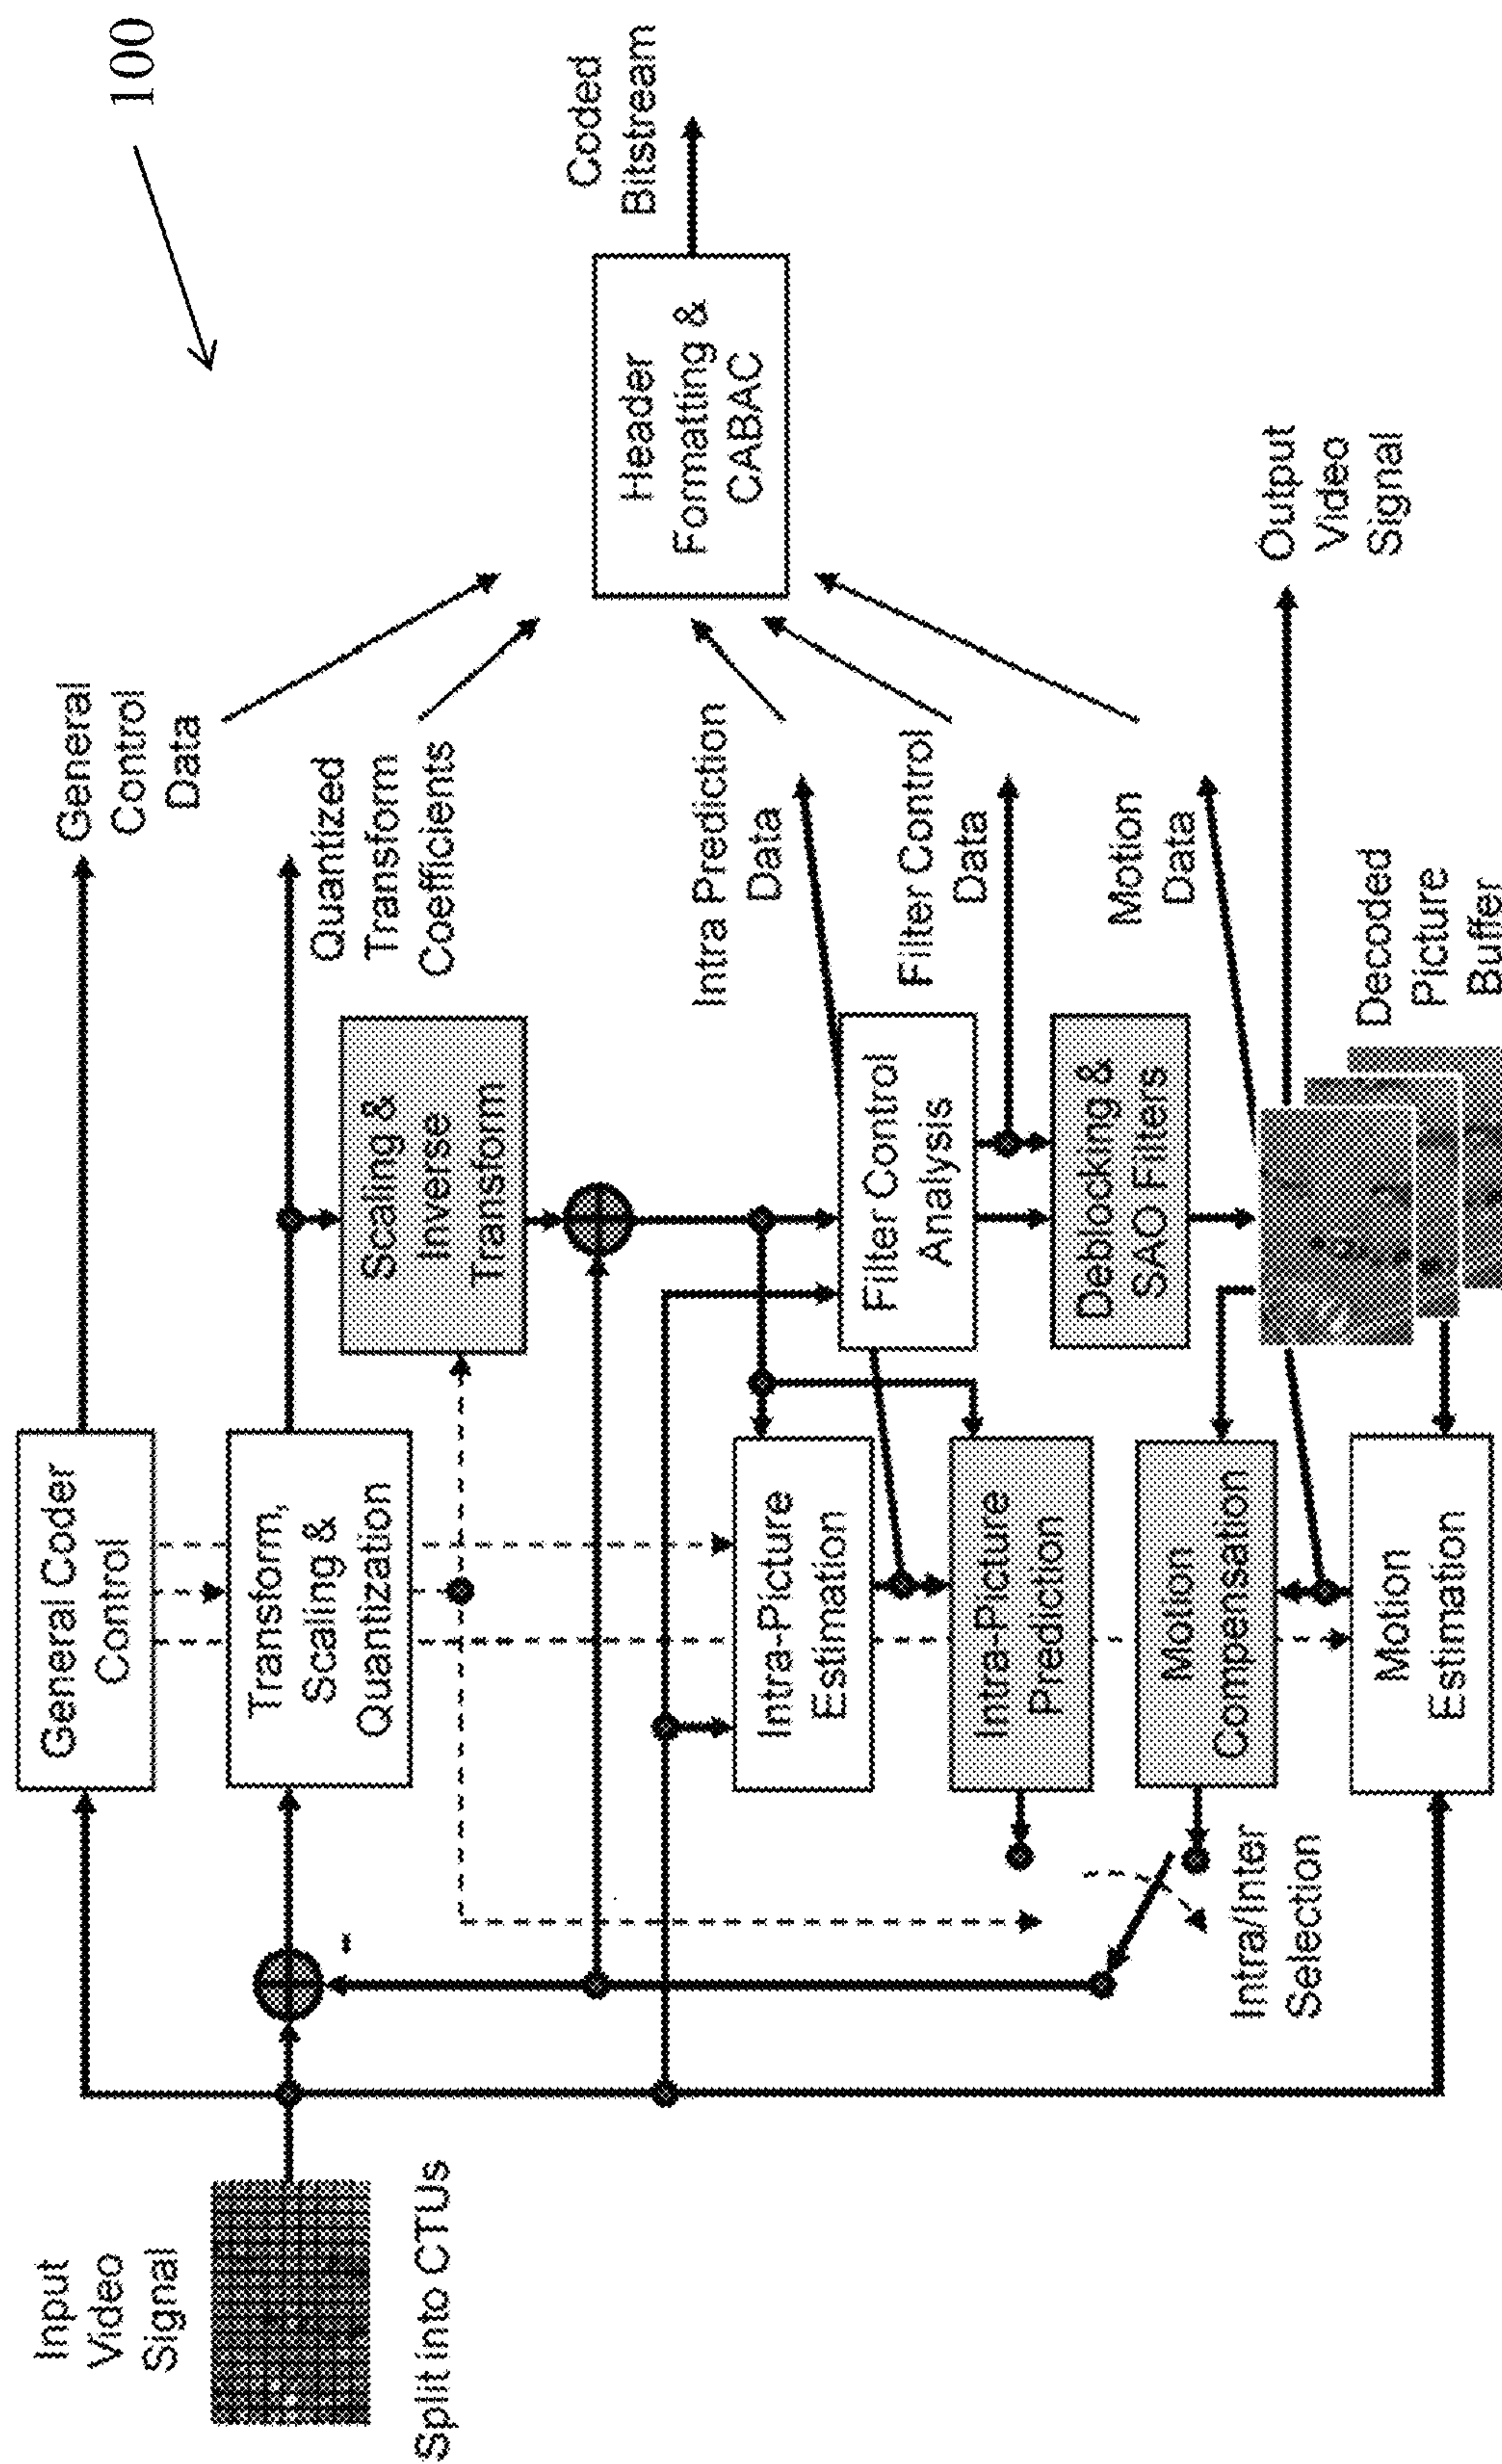 100
Input
Video
Signal
Split into CTUs
General Coder
Control
Transform,
Scaling &
Quantization
General
Control
Data
Quantized
Transform
Coefficients
Scaling &
Inverse
Transform
Coded
Bitstream
Header
Formatting &
CABAC
Intra-Picture
Estimation
Intra Prediction
Data
Filter Control
Analysis
Filter Control
Data
Intra-Picture
Prediction
Deblocking &
SAO Filters
Motion
Compensation
Motion
Data
Intra/Inter
Selection
Motion
Estimation
Output
Video
Signal
Decoded
Picture
Buffer